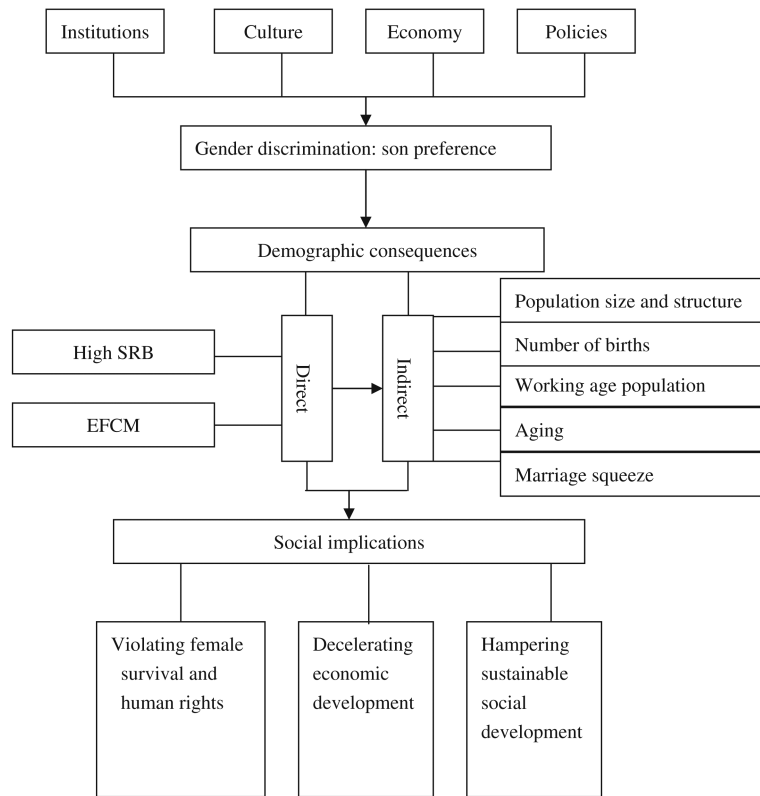 Institutions
Culture
Economy
Policies
Gender discrimination: son preference
Demographic consequences
High SRB
EFCM
Direct
Indirect
Population size and structure
Number of births
Working age population
Aging
Marriage squeeze
Social implications
Violating female
survival and
human rights
Decelerating
economic
development
Hampering
sustainable
social
development